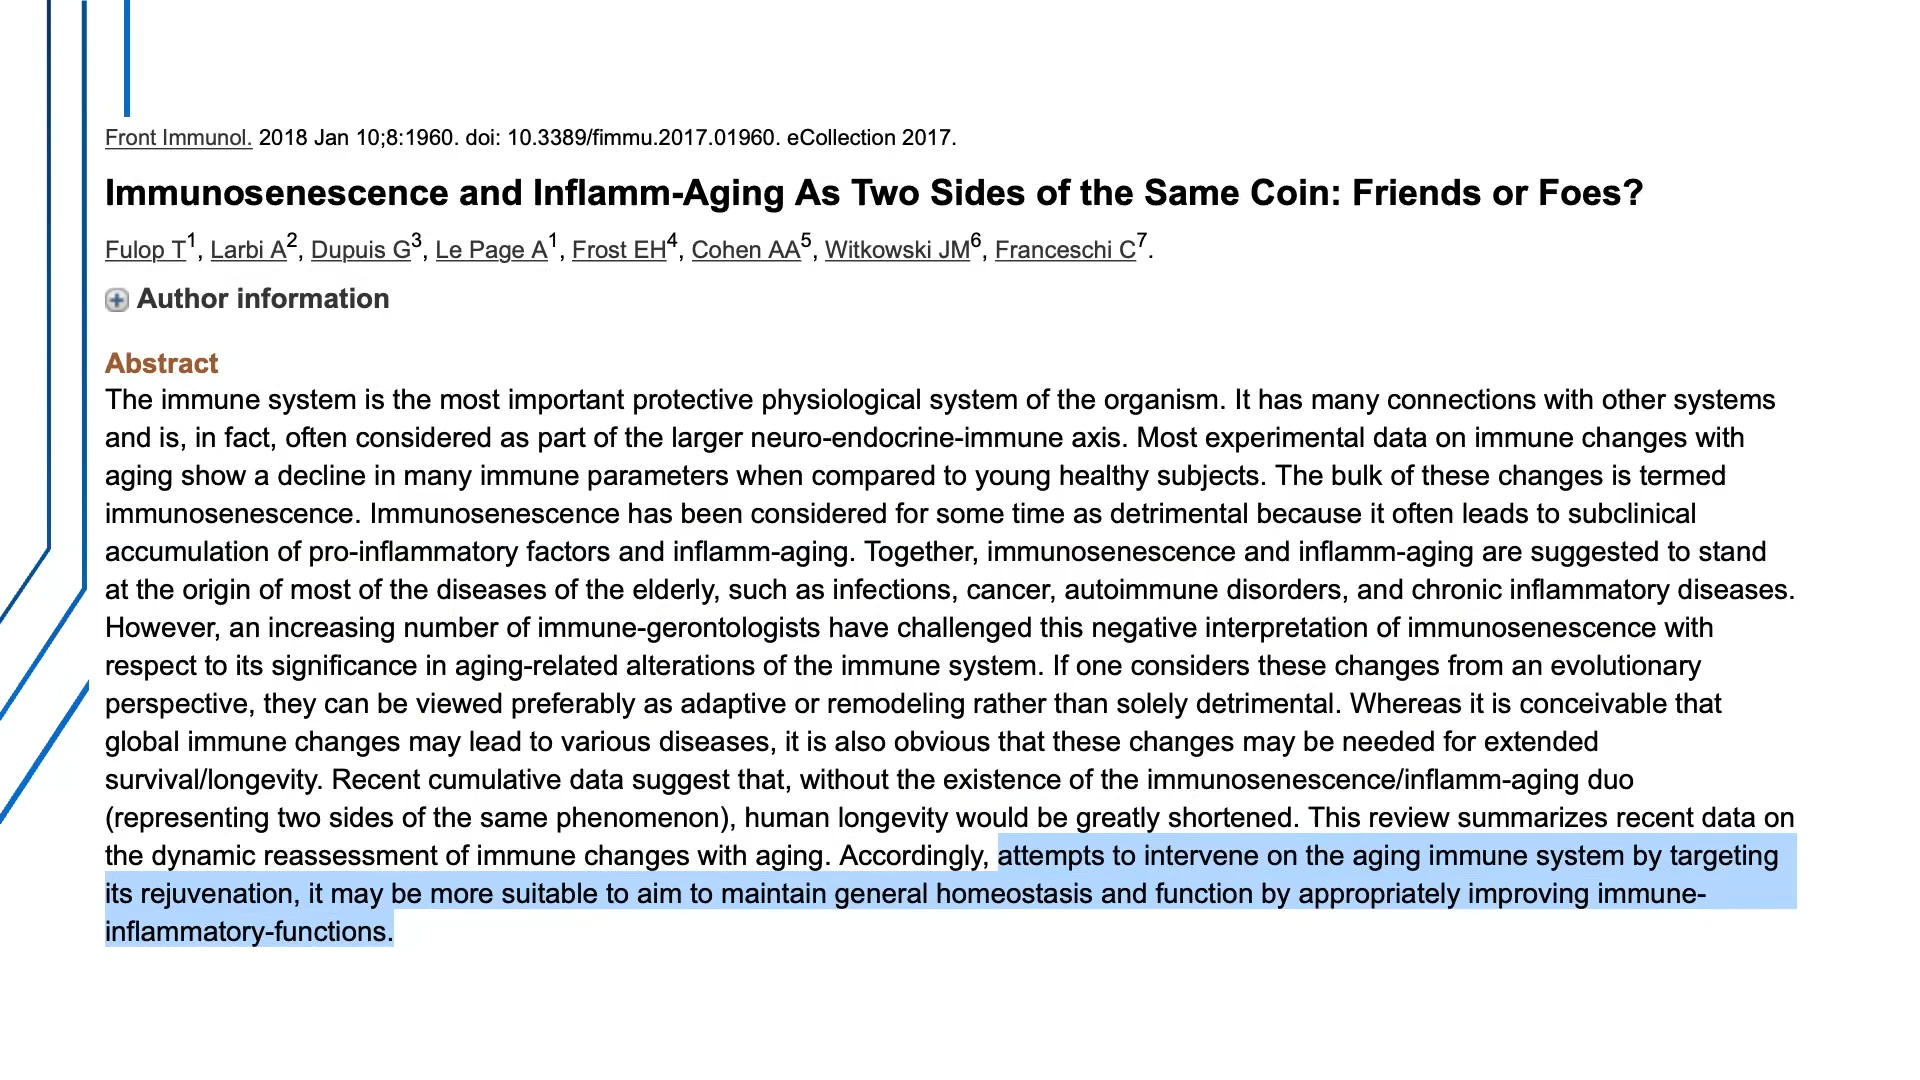 Front Immunol. 2018 Jan 10;8:1960. doi: 10.3389/fimmu.2017.01960. eCollection 2017.
Immunosenescence and Inflamm-Aging As Two Sides of the Same Coin: Friends or Foes?
Fulop T1, Larbi A2, Dupuis G3, Le Page A1, Frost EH4, Cohen AA5, Witkowski JM6, Franceschi C7.
Author information
Abstract
The immune system is the most important protective physiological system of the organism. It has many connections with other systems
and is, in fact, often considered as part of the larger neuro-endocrine-immune axis. Most experimental data on immune changes with
aging show a decline in many immune parameters when compared to young healthy subjects. The bulk of these changes is termed
immunosenescence. Immunosenescence has been considered for some time as detrimental because it often leads to subclinical
accumulation of pro-inflammatory factors and inflamm-aging. Together, immunosenescence and inflamm-aging are suggested to stand
at the origin of most of the diseases of the elderly, such as infections, cancer, autoimmune disorders, and chronic inflammatory diseases.
However, an increasing number of immune-gerontologists have challenged this negative interpretation of immunosenescence with
respect to its significance in aging-related alterations of the immune system. If one considers these changes from an evolutionary
perspective, they can be viewed preferably as adaptive or remodeling rather than solely detrimental. Whereas it is conceivable that
global immune changes may lead to various diseases, it is also obvious that these changes may be needed for extended
survival/longevity. Recent cumulative data suggest that, without the existence of the immunosenescence/inflamm-aging duo
(representing two sides of the same phenomenon), human longevity would be greatly shortened. This review summarizes recent data on
the dynamic reassessment of immune changes with aging. Accordingly, attempts to intervene on the aging immune system by targeting
its rejuvenation, it may be more suitable to aim to maintain general homeostasis and function by appropriately improving immune-
inflammatory-functions.